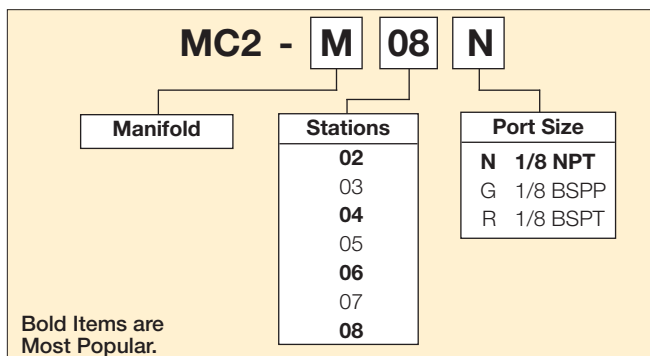 MC2 - M 08 N
Manifold
Stations
02
03
04
05
06
07
08
Port Size
N 1/8 NPT
G 1/8 BSPP
R 1/8 BSPT
Bold Items are
Most Popular.